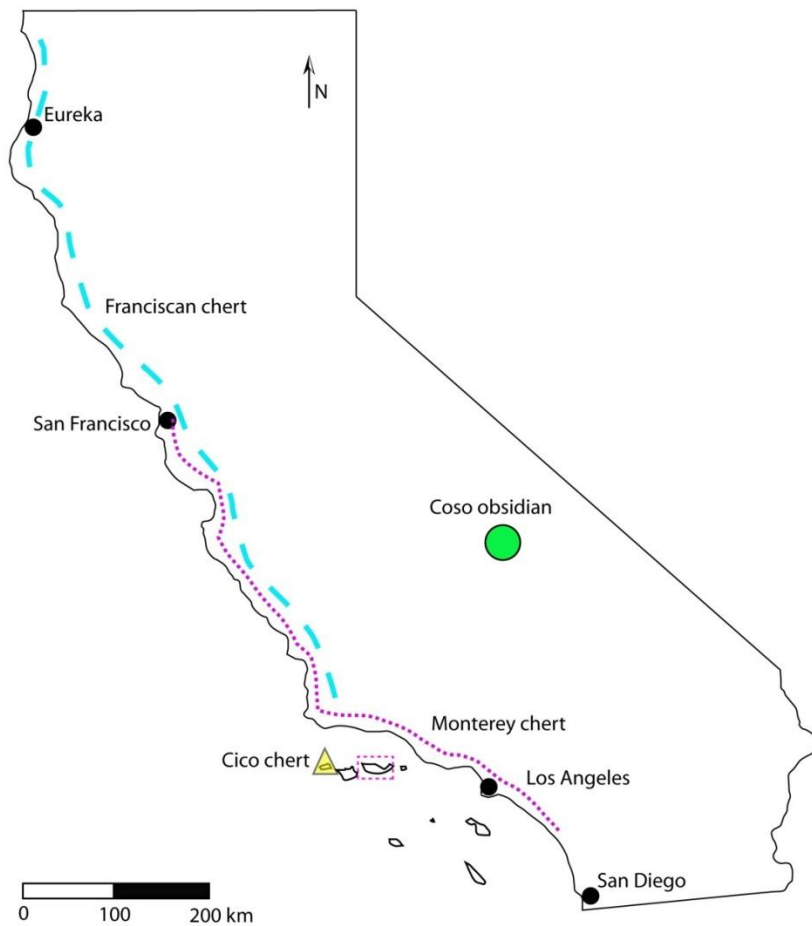 N
Eureka
Franciscan chert
San Francisco
Coso obsidian
Monterey chert
Cico chert
Los Angeles
San Diego
0 100 200 km